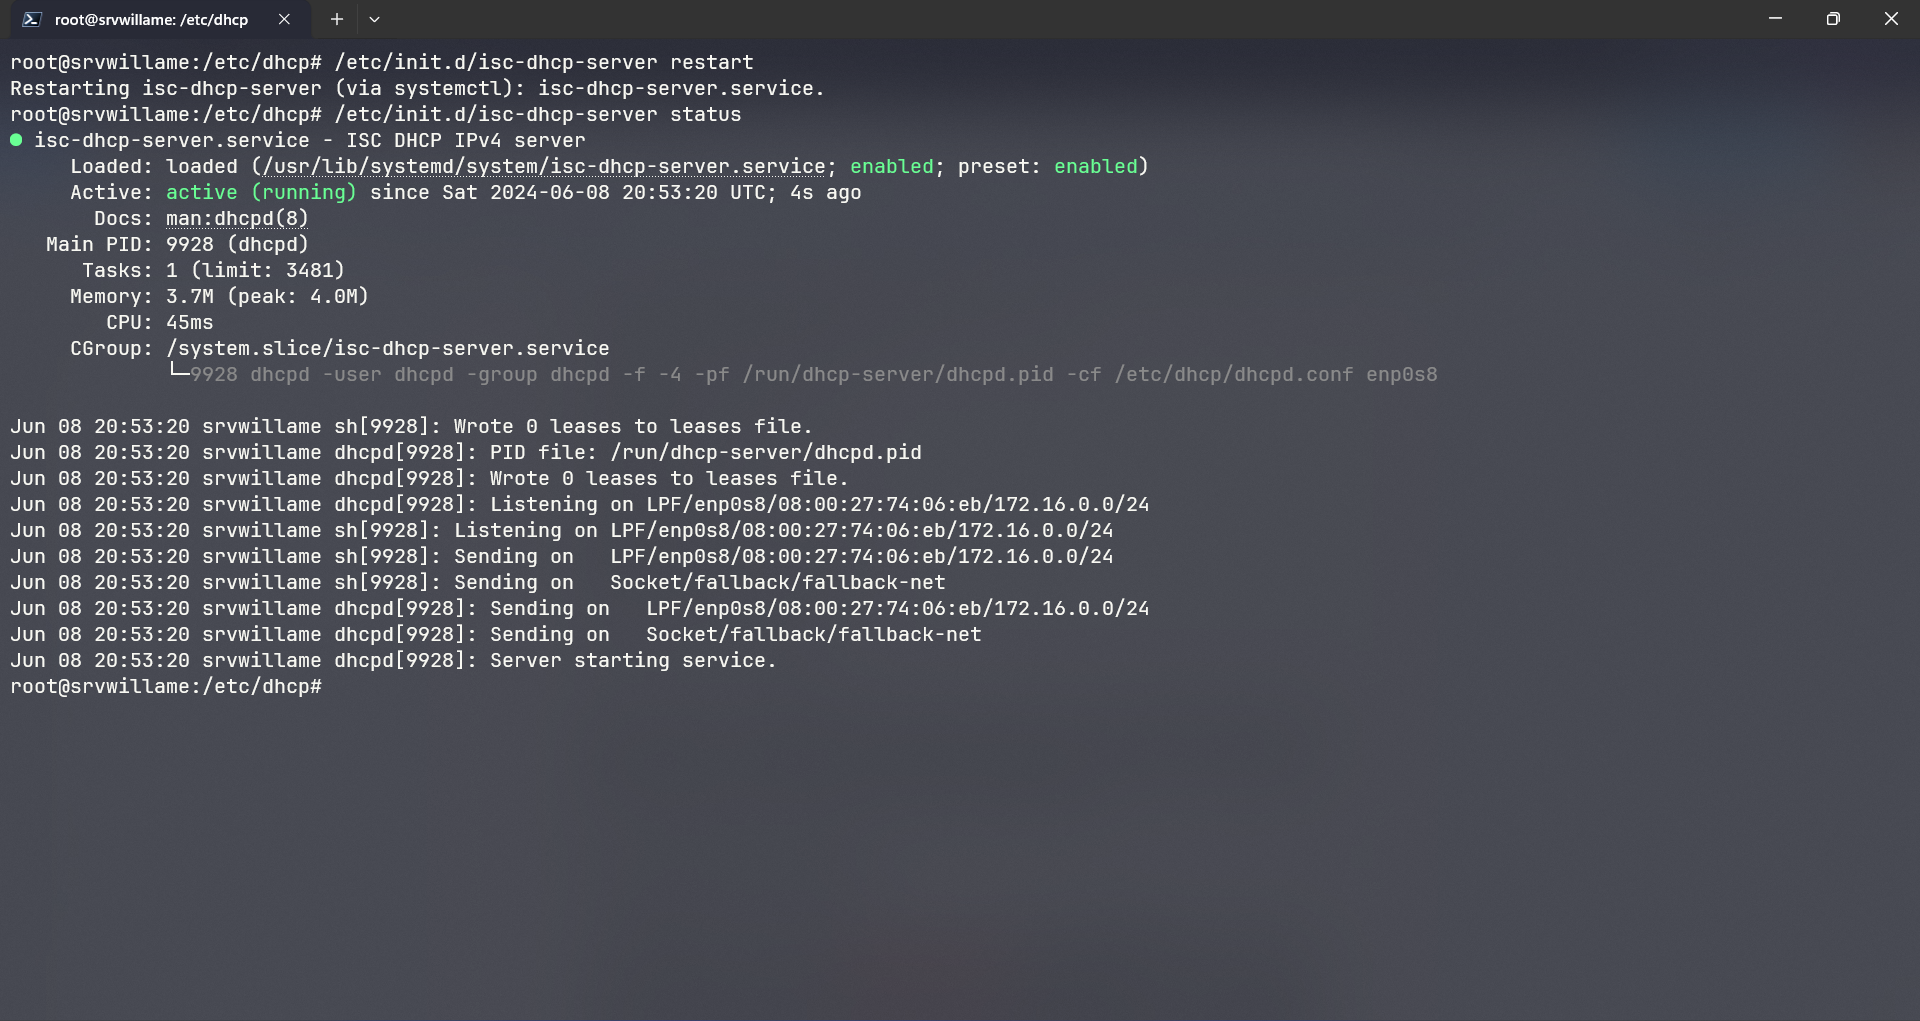 root@srvwillame: /etc/dhcp
root@srvwillame:/etc/dhcp# /etc/init.d/isc-dhcp-server restart
Restarting isc-dhcp-server (via systemctl): isc-dhcp-server.service.
root@srvwillame:/etc/dhcp# /etc/init.d/isc-dhcp-server status
● isc-dhcp-server.service - ISC DHCP IPv4 server
     Loaded: loaded (/usr/lib/systemd/system/isc-dhcp-server.service; enabled; preset: enabled)
     Active: active (running) since Sat 2024-06-08 20:53:20 UTC; 4s ago
       Docs: man:dhcpd(8)
   Main PID: 9928 (dhcpd)
      Tasks: 1 (limit: 3481)
     Memory: 3.7M (peak: 4.0M)
        CPU: 45ms
     CGroup: /system.slice/isc-dhcp-server.service
             └─9928 dhcpd -user dhcpd -group dhcpd -f -4 -pf /run/dhcp-server/dhcpd.pid -cf /etc/dhcp/dhcpd.conf enp0s8
Jun 08 20:53:20 srvwillame sh[9928]: Wrote 0 leases to leases file.
Jun 08 20:53:20 srvwillame dhcpd[9928]: PID file: /run/dhcp-server/dhcpd.pid
Jun 08 20:53:20 srvwillame dhcpd[9928]: Wrote 0 leases to leases file.
Jun 08 20:53:20 srvwillame dhcpd[9928]: Listening on LPF/enp0s8/08:00:27:74:06:eb/172.16.0.0/24
Jun 08 20:53:20 srvwillame sh[9928]: Listening on LPF/enp0s8/08:00:27:74:06:eb/172.16.0.0/24
Jun 08 20:53:20 srvwillame sh[9928]: Sending on   LPF/enp0s8/08:00:27:74:06:eb/172.16.0.0/24
Jun 08 20:53:20 srvwillame sh[9928]: Sending on   Socket/fallback/fallback-net
Jun 08 20:53:20 srvwillame dhcpd[9928]: Sending on   LPF/enp0s8/08:00:27:74:06:eb/172.16.0.0/24
Jun 08 20:53:20 srvwillame dhcpd[9928]: Sending on   Socket/fallback/fallback-net
Jun 08 20:53:20 srvwillame dhcpd[9928]: Server starting service.
root@srvwillame:/etc/dhcp#